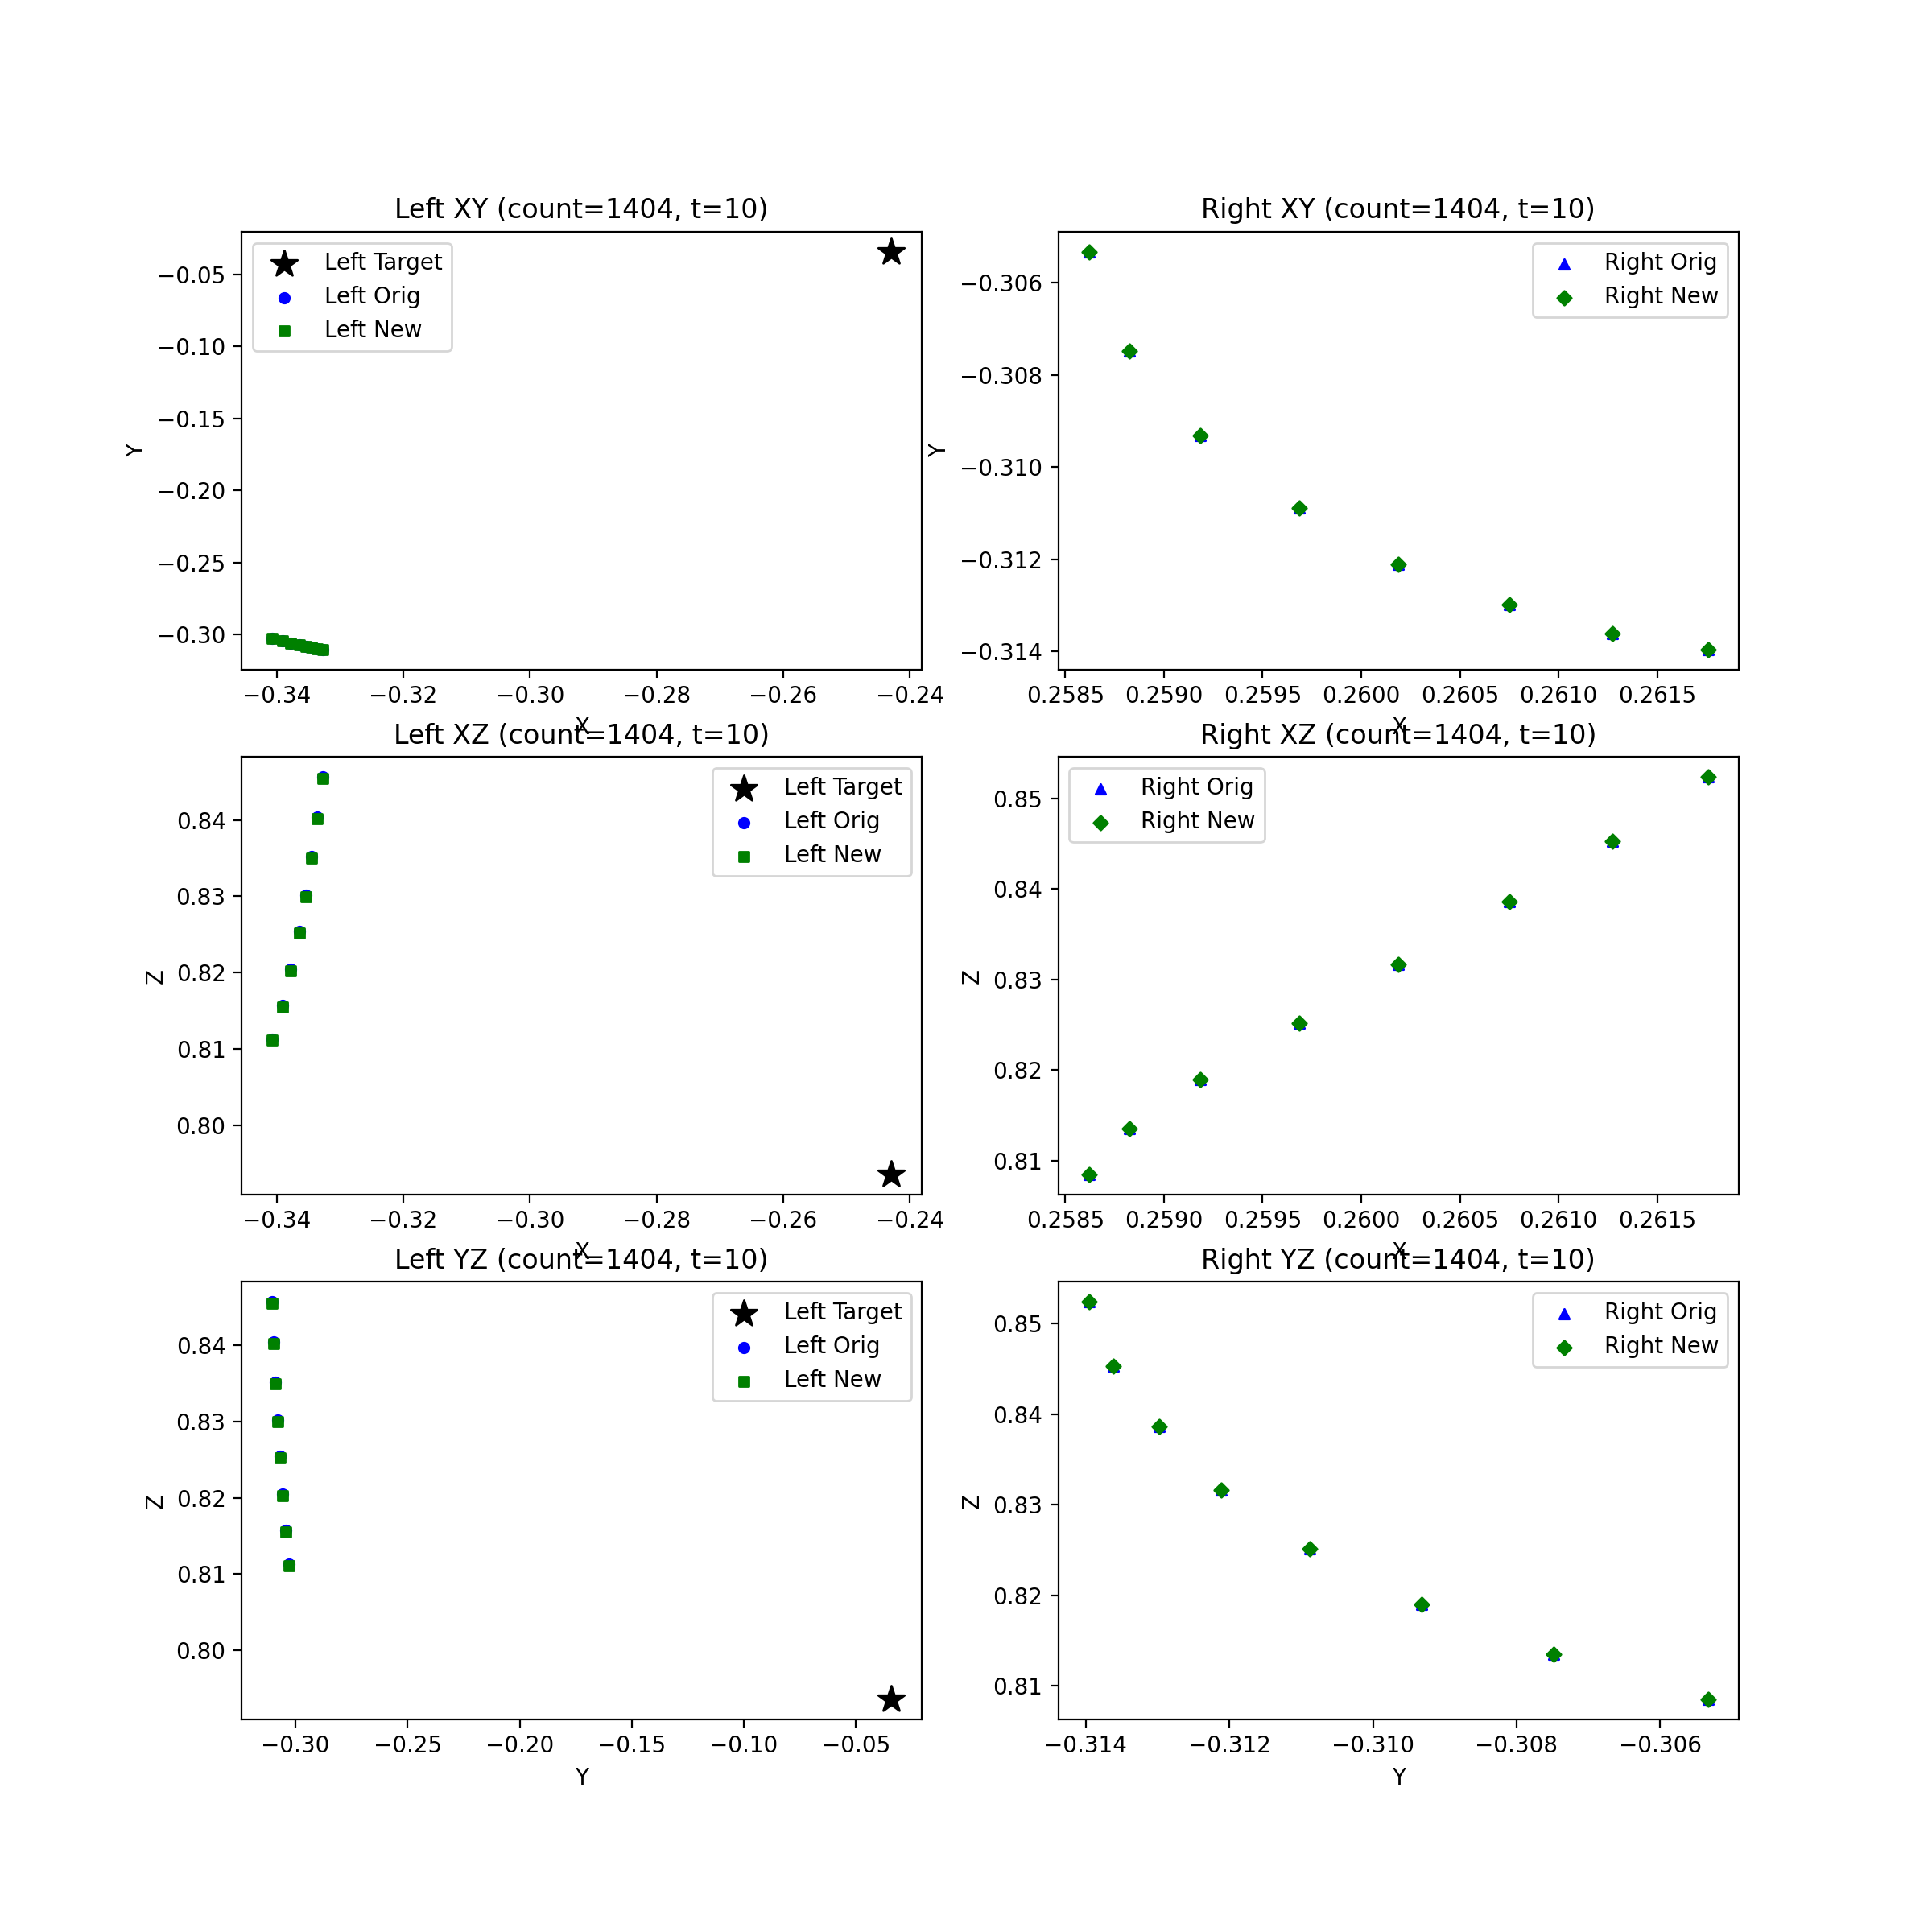 Left XY (count=1404, t=10)
Left Target
Left Orig
Left New
Y
−0.05
−0.10
−0.15
−0.20
−0.25
−0.30
−0.34 −0.32 −0.30 −0.28 −0.26 −0.24
X
Right XY (count=1404, t=10)
Right Orig
Right New
Y
−0.306
−0.308
−0.310
−0.312
−0.314
0.2585 0.2590 0.2595 0.2600 0.2605 0.2610 0.2615
X
Left XZ (count=1404, t=10)
Left Target
Left Orig
Left New
Z
0.84
0.83
0.82
0.81
0.80
−0.34 −0.32 −0.30 −0.28 −0.26 −0.24
X
Right XZ (count=1404, t=10)
Right Orig
Right New
Z
0.85
0.84
0.83
0.82
0.81
0.2585 0.2590 0.2595 0.2600 0.2605 0.2610 0.2615
X
Left YZ (count=1404, t=10)
Left Target
Left Orig
Left New
Z
0.84
0.83
0.82
0.81
0.80
−0.30 −0.25 −0.20 −0.15 −0.10 −0.05
Y
Right YZ (count=1404, t=10)
Right Orig
Right New
Z
0.85
0.84
0.83
0.82
0.81
−0.314 −0.312 −0.310 −0.308 −0.306
Y